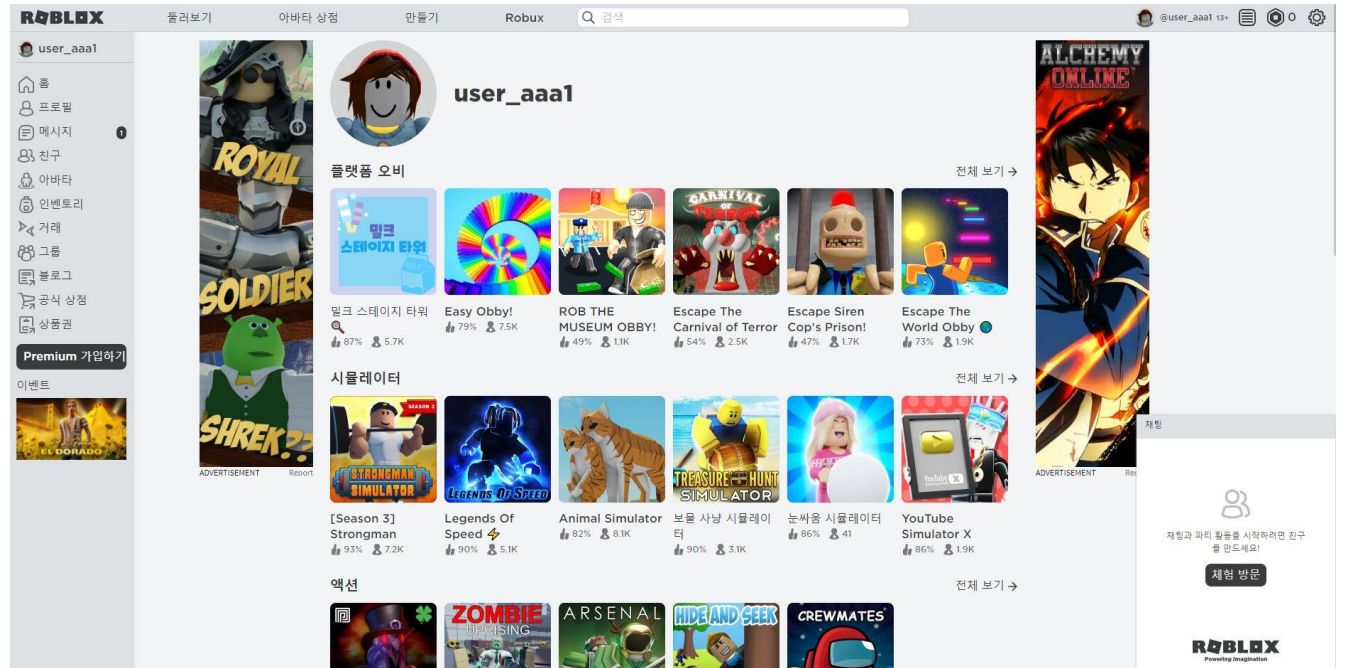 ROBLOX
둘러보기
아바타 상점
만들기
Robux
검색
@user_aaa1 13+
0
user_aaa1
홈
프로필
메시지 1
친구
아바타
인벤토리
거래
그룹
블로그
공식 상점
상품권
Premium 가입하기
이벤트
EL DORADO
ROYAL
SOLDIER
SHREK??
ADVERTISEMENT Report
user_aaa1
플랫폼 오비 전체 보기 →
밀크
스테이지 타워
CARNIVAL
OF
TERROR
밀크 스테이지 타워
87% 5.7K
Easy Obby!
79% 7.5K
ROB THE
MUSEUM OBBY!
49% 1.1K
Escape The
Carnival of Terror
54% 2.5K
Escape Siren
Cop's Prison!
47% 1.7K
Escape The
World Obby
73% 1.9K
시뮬레이터 전체 보기 →
SEASON 3
STRONGMAN
SIMULATOR
LEGENDS OF SPEED
TREASURE HUNT
SIMULATOR
YouTube X
[Season 3]
Strongman
93% 7.2K
Legends Of
Speed
90% 5.1K
Animal Simulator
82% 8.1K
보물 사냥 시뮬레이
터
90% 3.1K
눈싸움 시뮬레이터
86% 41
YouTube
Simulator X
86% 1.9K
액션 전체 보기 →
ZOMBIE
UPRISING
ARSENAL
HIDE AND SEEK
CREWMATES
ALCHEMY
ONLINE
ADVERTISEMENT Rep
채팅
채팅과 파티 활동을 시작하려면 친구
를 만드세요!
체험 방문
ROBLOX
Powering Imagination